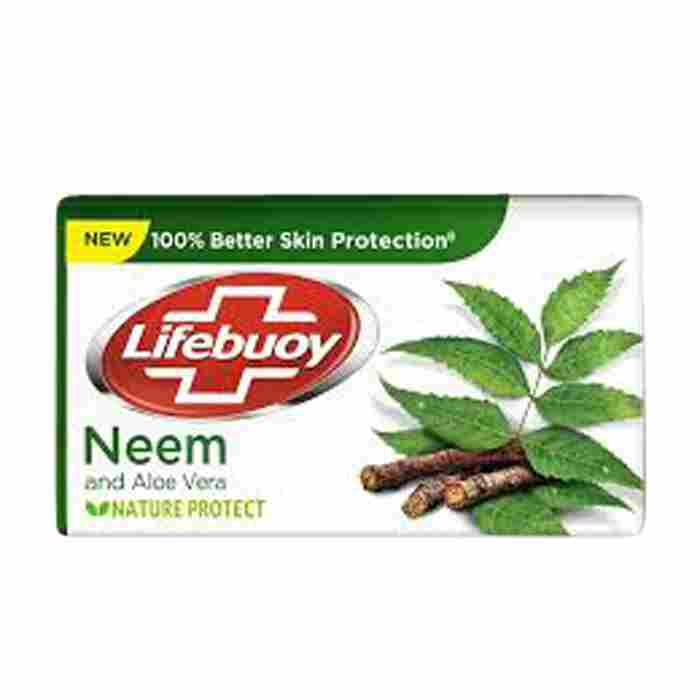 NEW 100% Better Skin Protection#
Lifebuoy
Neem
and Aloe Vera
NATURE PROTECT